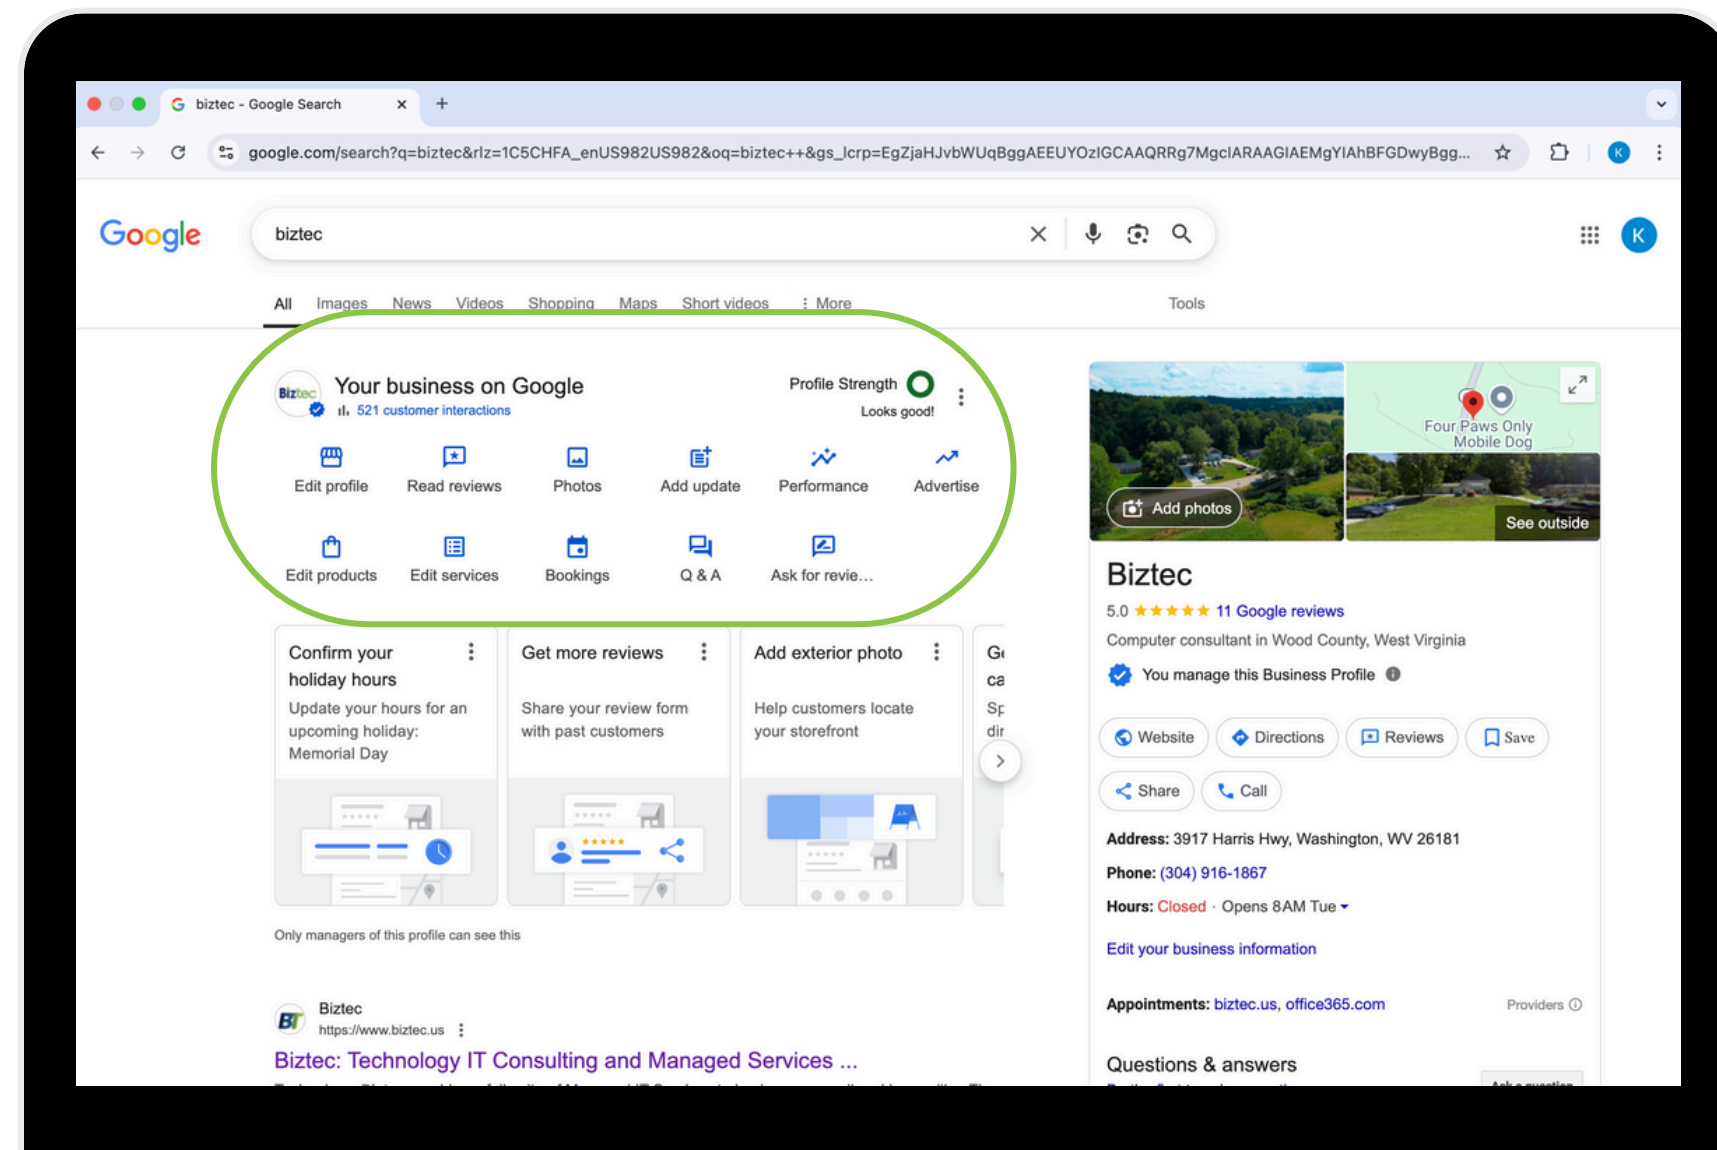 biztec - Google Search
google.com/search?q=biztec&rlz=1C5CHFA_enUS982US982&oq=biztec++&gs_lcrp=EgZjaHJvbWUqBggAEEUYOzIGCAAQRRg7MgcIARAAGIAEMgYIAhBFGDwyBgg...
K
Google
biztec
K
All Images News Videos Shopping Maps Short videos More Tools
Biztec
Your business on Google
521 customer interactions
Profile Strength
Looks good!
Edit profile Read reviews Photos Add update Performance Advertise
Edit products Edit services Bookings Q & A Ask for revie...
Confirm your
holiday hours
Update your hours for an
upcoming holiday:
Memorial Day
Get more reviews
Share your review form
with past customers
Add exterior photo
Help customers locate
your storefront
Only managers of this profile can see this
BT
Biztec
https://www.biztec.us
Biztec: Technology IT Consulting and Managed Services ...
Add photos
Four Paws Only
Mobile Dog
See outside
Biztec
5.0 ★★★★★ 11 Google reviews
Computer consultant in Wood County, West Virginia
You manage this Business Profile
Website Directions Reviews Save
Share Call
Address: 3917 Harris Hwy, Washington, WV 26181
Phone: (304) 916-1867
Hours: Closed · Opens 8AM Tue
Edit your business information
Appointments: biztec.us, office365.com Providers
Questions & answers
Ask a question